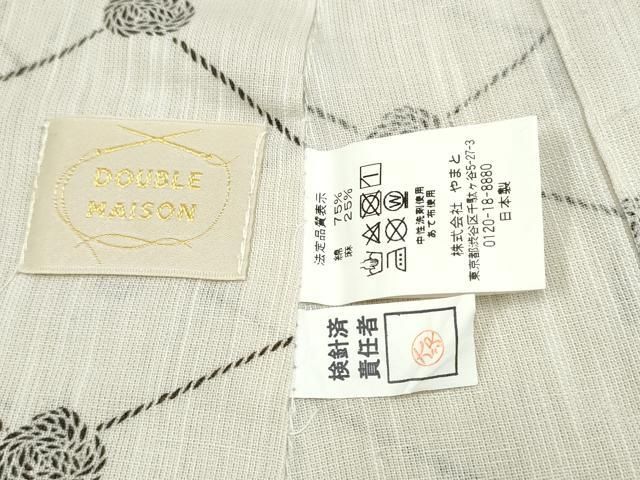 DOUBLE
MAISON
法定品質表示
綿 75%
麻 25%
中性洗剤使用
あて布使用
株式会社 やまと
東京都渋谷区千駄ヶ谷5-27-3
0120-18-8880
日本製
検針済
責任者